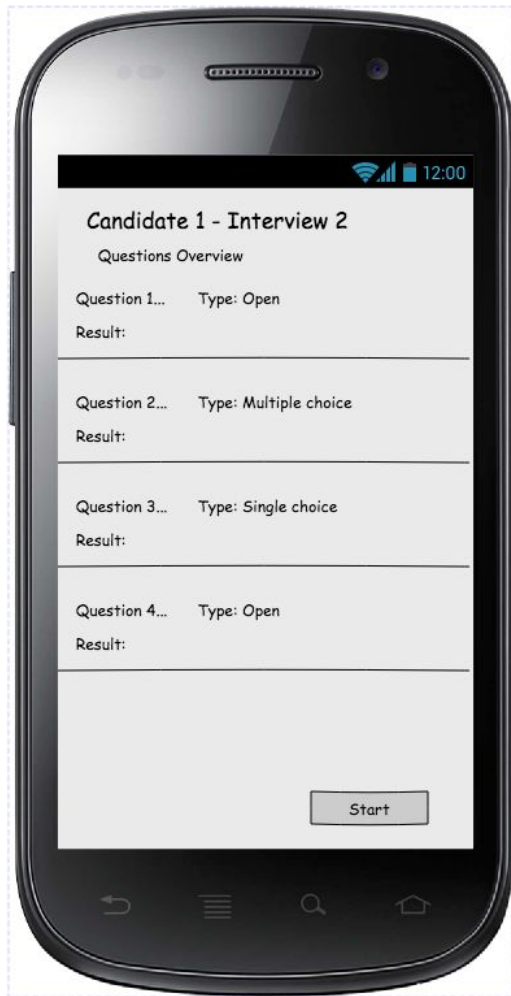 12:00
Candidate 1 - Interview 2
Questions Overview
Question 1... Type: Open
Result:
Question 2... Type: Multiple choice
Result:
Question 3... Type: Single choice
Result:
Question 4... Type: Open
Result:
Start